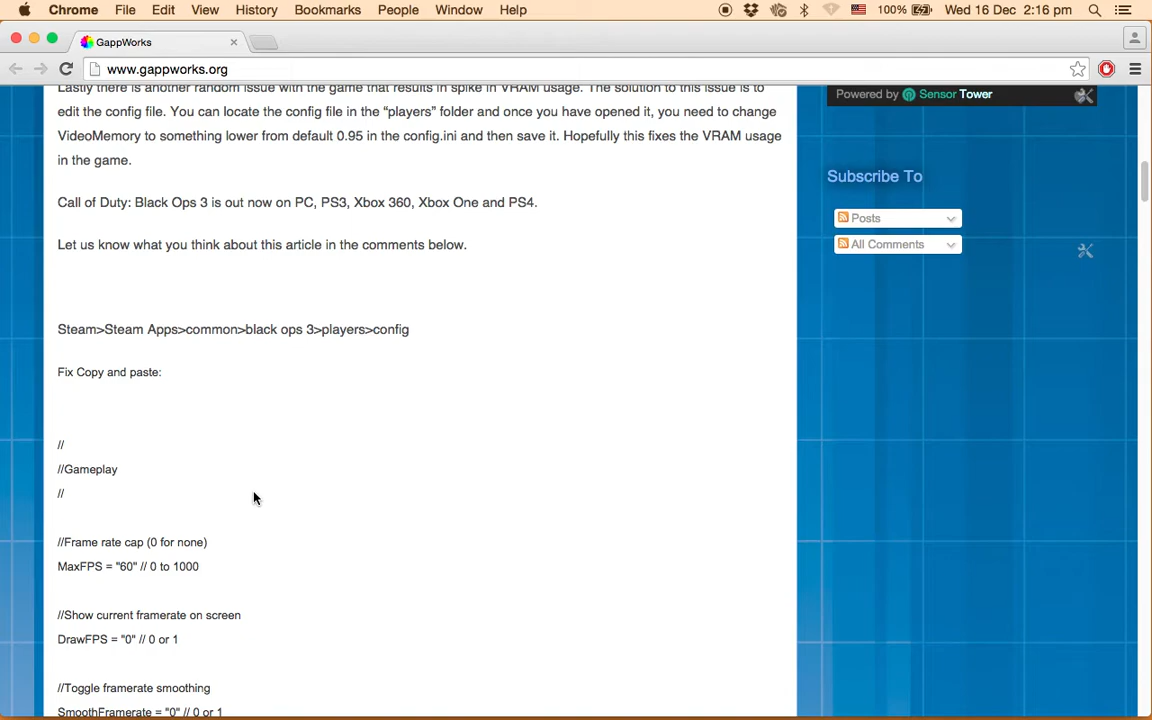 Chrome File Edit View History Bookmarks People Window Help 100% Wed 16 Dec 2:16 pm
GappWorks
www.gappworks.org
Lastly there is another random issue with the game that results in spike in VRAM usage. The solution to this issue is to
edit the config file. You can locate the config file in the “players” folder and once you have opened it, you need to change
VideoMemory to something lower from default 0.95 in the config.ini and then save it. Hopefully this fixes the VRAM usage
in the game.
Call of Duty: Black Ops 3 is out now on PC, PS3, Xbox 360, Xbox One and PS4.
Let us know what you think about this article in the comments below.
Steam>Steam Apps>common>black ops 3>players>config
Fix Copy and paste:
//
//Gameplay
//
//Frame rate cap (0 for none)
MaxFPS = "60" // 0 to 1000
//Show current framerate on screen
DrawFPS = "0" // 0 or 1
//Toggle framerate smoothing
SmoothFramerate = "0" // 0 or 1
Powered by Sensor Tower
Subscribe To
Posts
All Comments